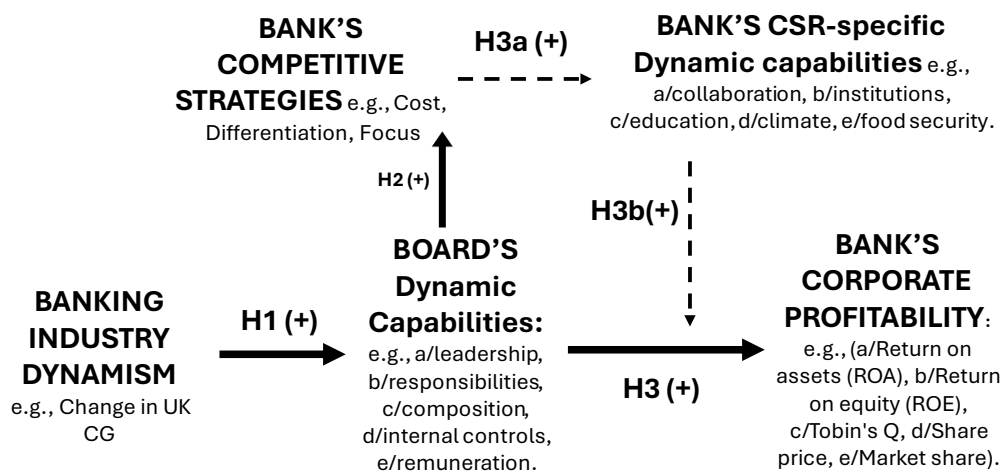 BANK’S
COMPETITIVE
STRATEGIES e.g., Cost,
Differentiation, Focus
H3a (+)
BANK’S CSR-specific
Dynamic capabilities e.g.,
a/collaboration, b/institutions,
c/education, d/climate, e/food security.
H2 (+)
H3b(+)
BANKING
INDUSTRY
DYNAMISM
e.g., Change in UK
CG
H1 (+)
BOARD’S
Dynamic
Capabilities:
e.g., a/leadership,
b/responsibilities,
c/composition,
d/internal controls,
e/remuneration.
H3 (+)
BANK’S
CORPORATE
PROFITABILITY:
e.g., (a/Return on
assets (ROA), b/Return
on equity (ROE),
c/Tobin's Q, d/Share
price, e/Market share).